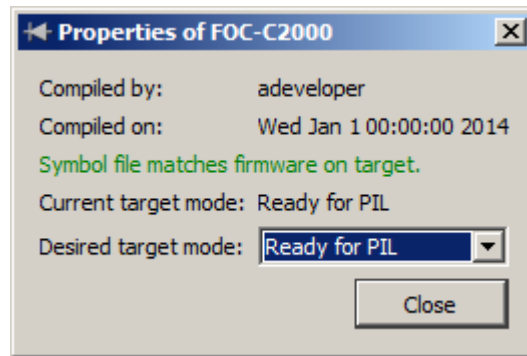 Properties of FOC-C2000
Compiled by: adeveloper
Compiled on: Wed Jan 1 00:00:00 2014
Symbol file matches firmware on target.
Current target mode: Ready for PIL
Desired target mode: Ready for PIL
Close